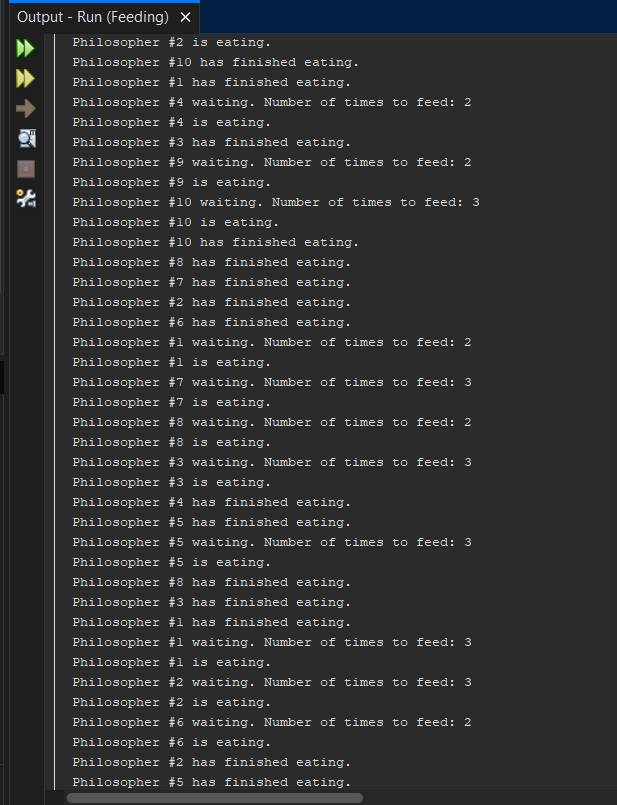 Output - Run (Feeding) ×
Philosopher #2 is eating.
Philosopher #10 has finished eating.
Philosopher #1 has finished eating.
Philosopher #4 waiting. Number of times to feed: 2
Philosopher #4 is eating.
Philosopher #3 has finished eating.
Philosopher #9 waiting. Number of times to feed: 2
Philosopher #9 is eating.
Philosopher #10 waiting. Number of times to feed: 3
Philosopher #10 is eating.
Philosopher #10 has finished eating.
Philosopher #8 has finished eating.
Philosopher #7 has finished eating.
Philosopher #2 has finished eating.
Philosopher #6 has finished eating.
Philosopher #1 waiting. Number of times to feed: 2
Philosopher #1 is eating.
Philosopher #7 waiting. Number of times to feed: 3
Philosopher #7 is eating.
Philosopher #8 waiting. Number of times to feed: 2
Philosopher #8 is eating.
Philosopher #3 waiting. Number of times to feed: 3
Philosopher #3 is eating.
Philosopher #4 has finished eating.
Philosopher #5 has finished eating.
Philosopher #5 waiting. Number of times to feed: 3
Philosopher #5 is eating.
Philosopher #8 has finished eating.
Philosopher #3 has finished eating.
Philosopher #1 has finished eating.
Philosopher #1 waiting. Number of times to feed: 3
Philosopher #1 is eating.
Philosopher #2 waiting. Number of times to feed: 3
Philosopher #2 is eating.
Philosopher #6 waiting. Number of times to feed: 2
Philosopher #6 is eating.
Philosopher #2 has finished eating.
Philosopher #5 has finished eating.